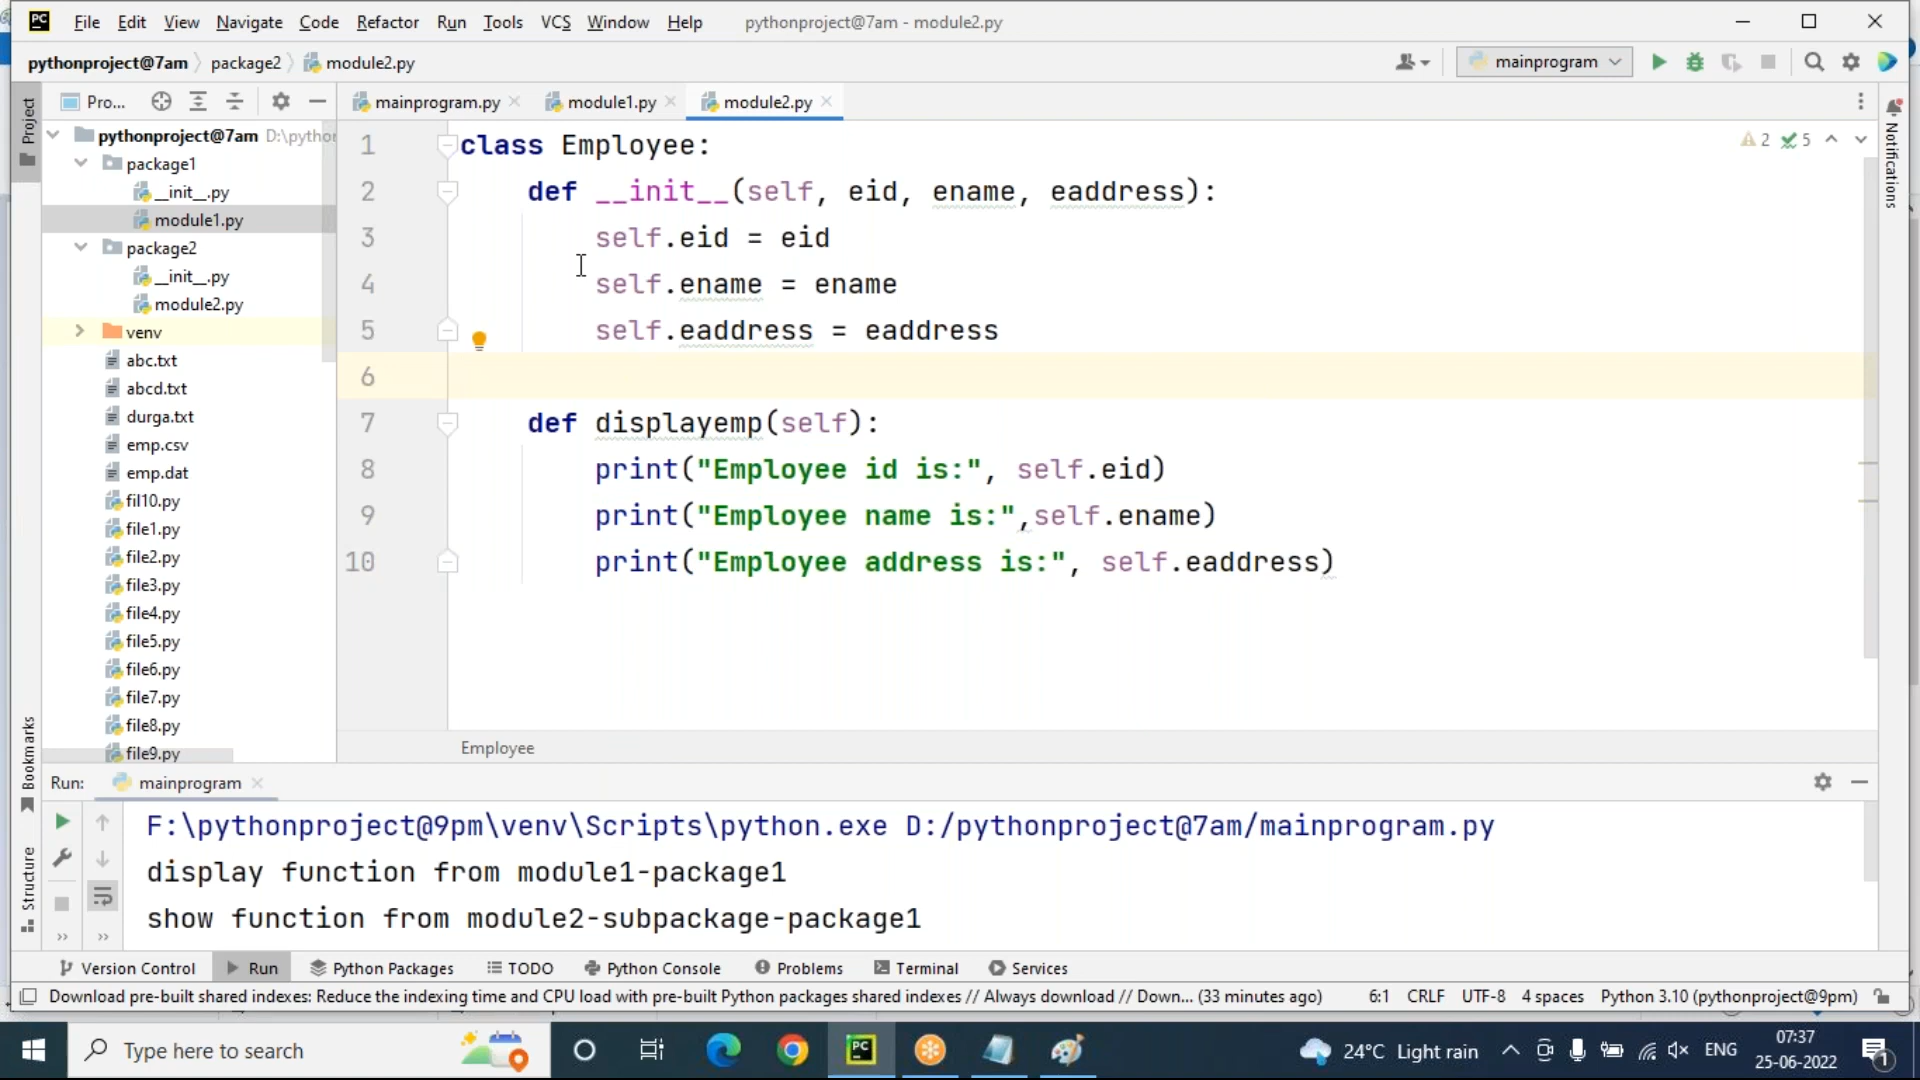 PC File Edit View Navigate Code Refactor Run Tools VCS Window Help pythonproject@7am - module2.py
pythonproject@7am package2 module2.py mainprogram
Pro... mainprogram.py module1.py module2.py
Project
pythonproject@7am D:\python
package1
__init__.py
module1.py
package2
__init__.py
module2.py
venv
abc.txt
abcd.txt
durga.txt
emp.csv
emp.dat
fil10.py
file1.py
file2.py
file3.py
file4.py
file5.py
file6.py
file7.py
file8.py
file9.py
1 class Employee:
2 def __init__(self, eid, ename, eaddress):
3 self.eid = eid
4 self.ename = ename
5 self.eaddress = eaddress
6
7 def displayemp(self):
8 print("Employee id is:", self.eid)
9 print("Employee name is:",self.ename)
10 print("Employee address is:", self.eaddress)
2 5
Notifications
Employee
Bookmarks
Structure
Run: mainprogram
F:\pythonproject@9pm\venv\Scripts\python.exe D:/pythonproject@7am/mainprogram.py
display function from module1-package1
show function from module2-subpackage-package1
Version Control Run Python Packages TODO Python Console Problems Terminal Services
Download pre-built shared indexes: Reduce the indexing time and CPU load with pre-built Python packages shared indexes // Always download // Down... (33 minutes ago) 6:1 CRLF UTF-8 4 spaces Python 3.10 (pythonproject@9pm)
Type here to search PC 24°C Light rain ENG 07:37
25-06-2022 1